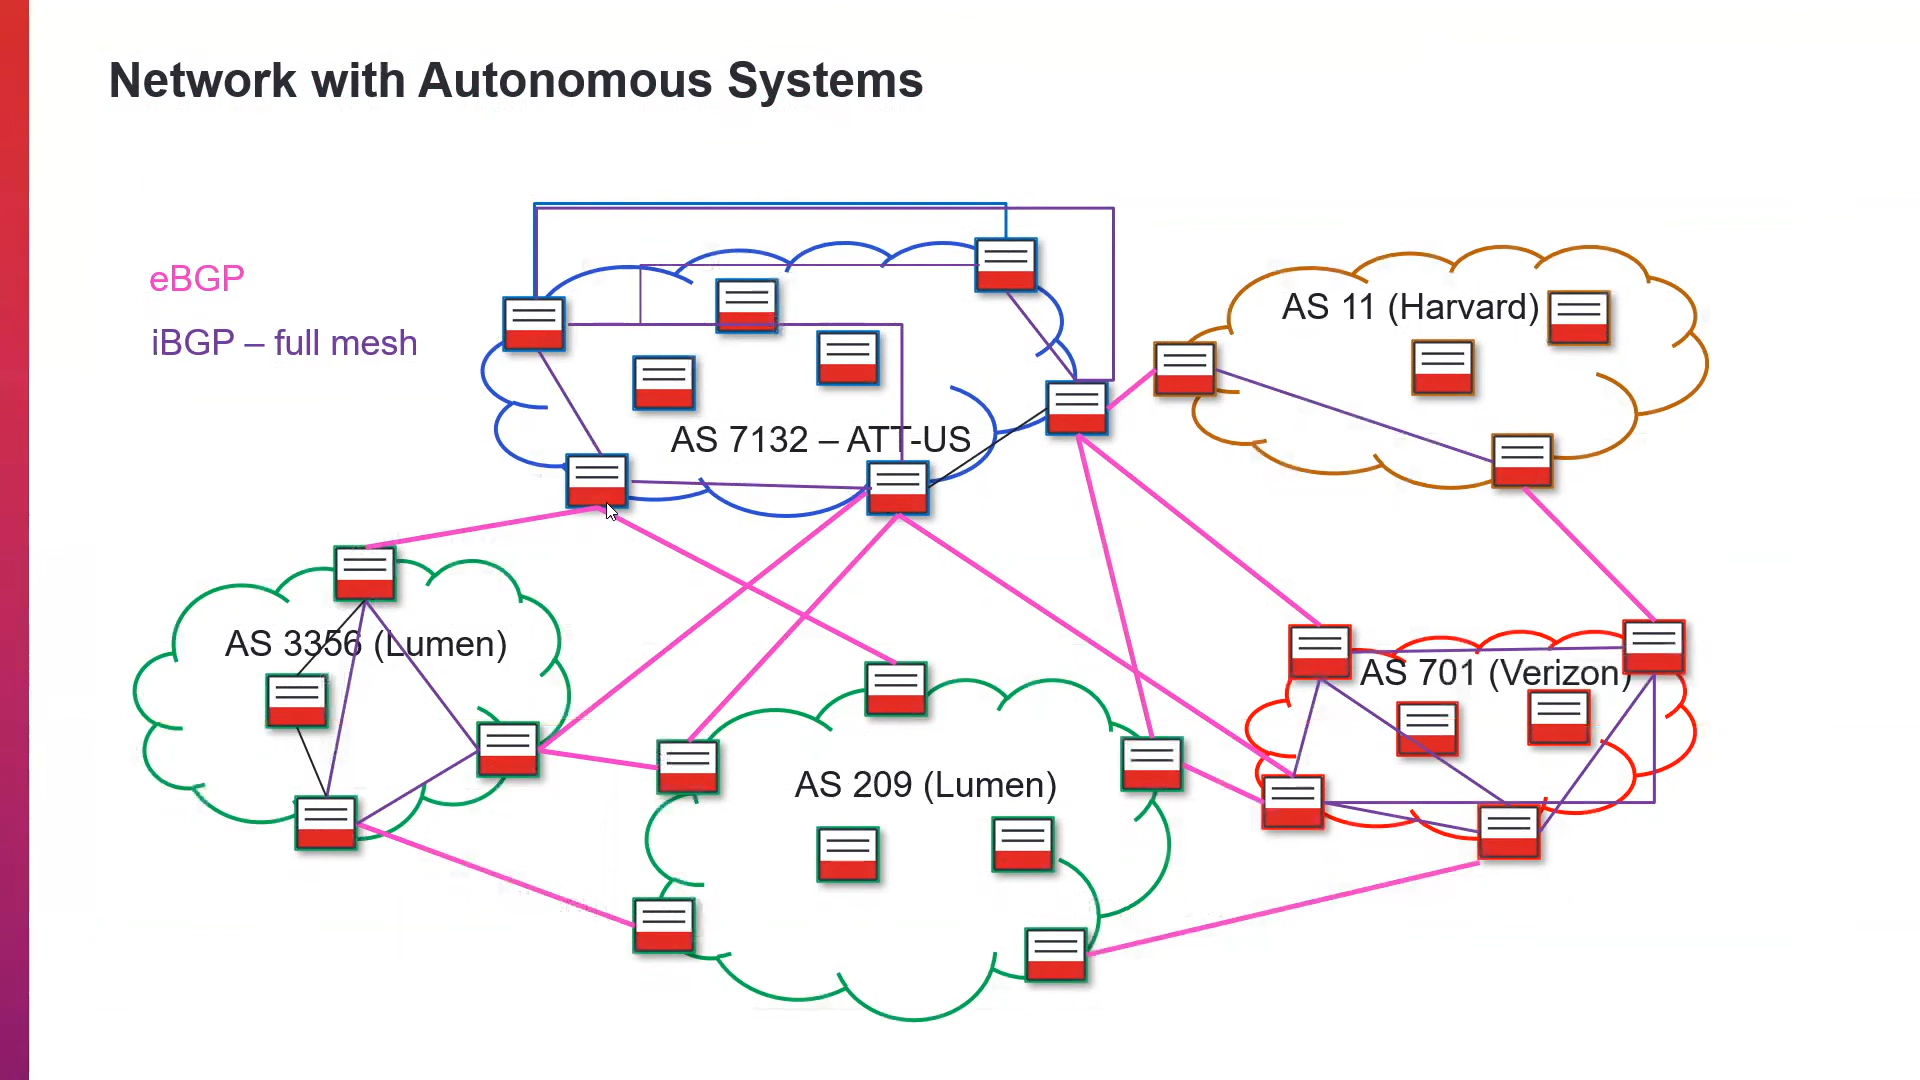 Network with Autonomous Systems
eBGP
iBGP – full mesh
AS 11 (Harvard)
AS 7132 – ATT-US
AS 3356 (Lumen)
AS 701 (Verizon)
AS 209 (Lumen)